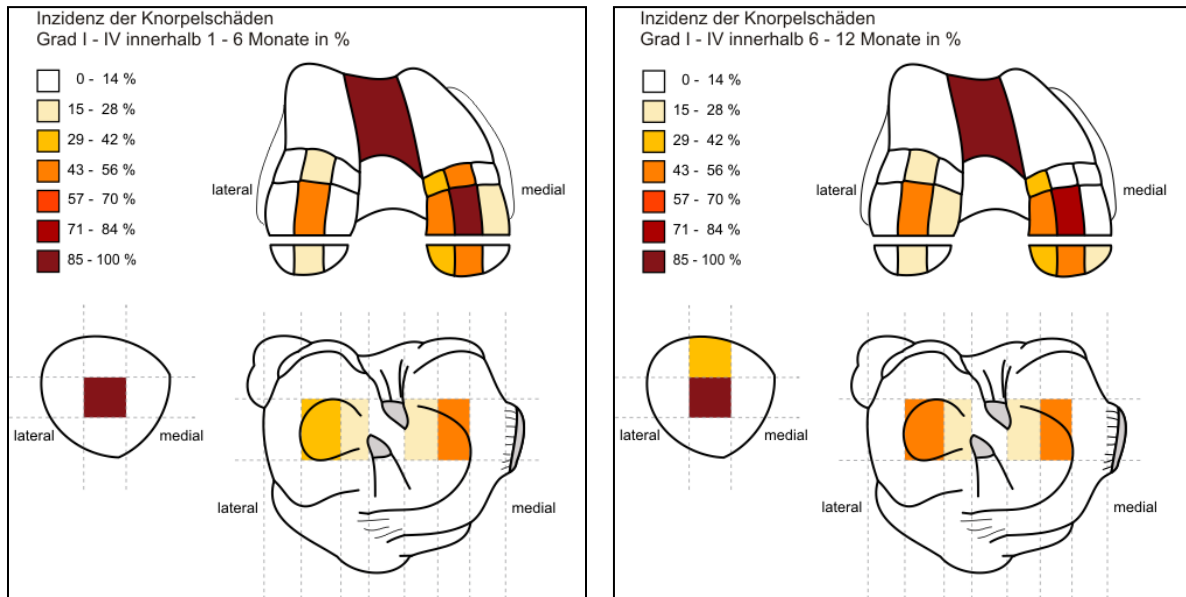 Inzidenz der Knorpelschäden
Grad I - IV innerhalb 1 - 6 Monate in %
0 - 14 %
15 - 28 %
29 - 42 %
43 - 56 %
57 - 70 %
71 - 84 %
85 - 100 %
lateral
medial
lateral
medial
lateral
medial
Inzidenz der Knorpelschäden
Grad I - IV innerhalb 6 - 12 Monate in %
0 - 14 %
15 - 28 %
29 - 42 %
43 - 56 %
57 - 70 %
71 - 84 %
85 - 100 %
lateral
medial
lateral
medial
lateral
medial